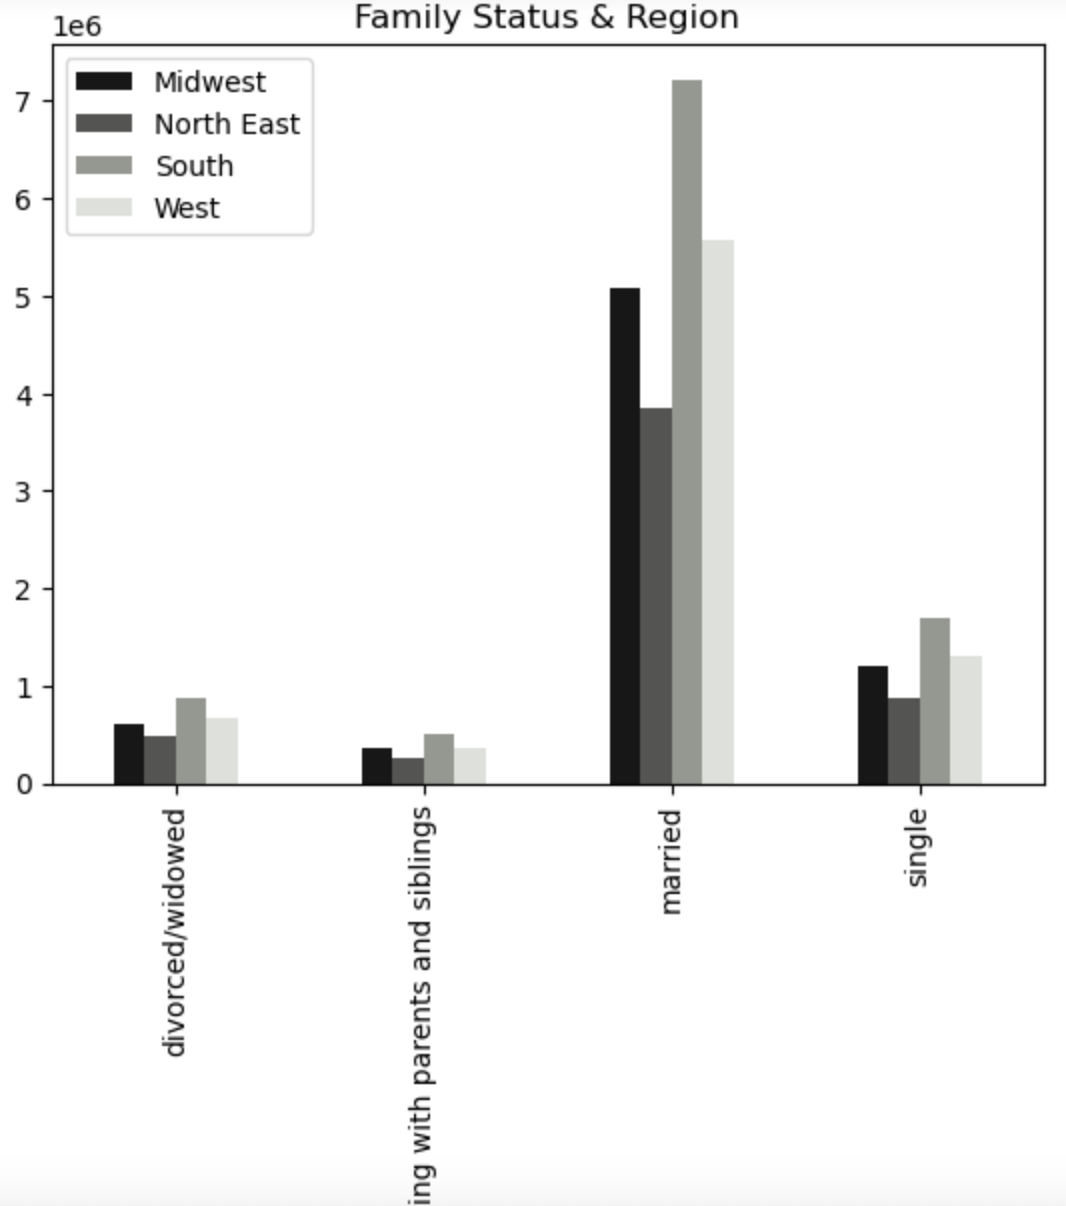 Family Status & Region
1e6
Midwest
North East
South
West
7
6
5
4
3
2
1
0
divorced/widowed
ing with parents and siblings
married
single